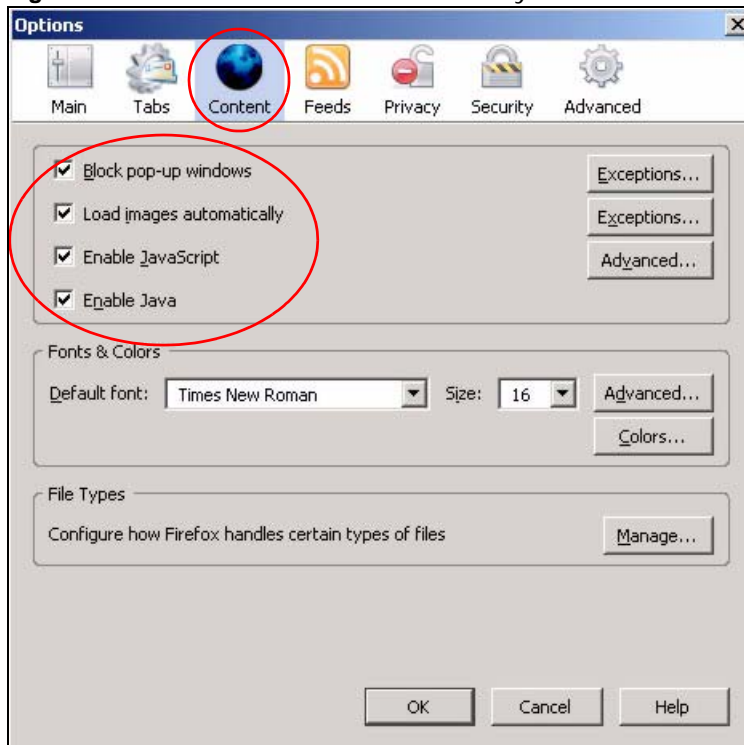 Options
Main Tabs Content Feeds Privacy Security Advanced
Block pop-up windows Exceptions...
Load images automatically Exceptions...
Enable JavaScript Advanced...
Enable Java
Fonts & Colors
Default font: Times New Roman Size: 16 Advanced...
Colors...
File Types
Configure how Firefox handles certain types of files Manage...
OK Cancel Help